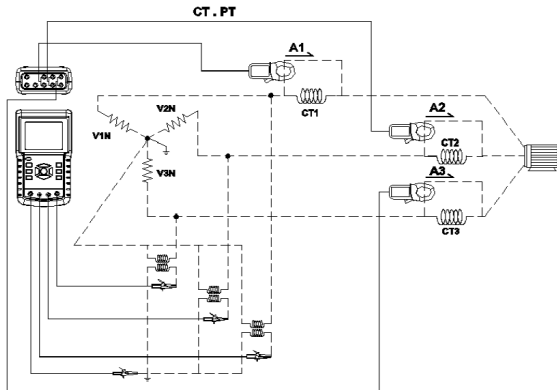 CT . PT
A1
V2N
V1N
CT1
A2
V3N
CT2
A3
CT3